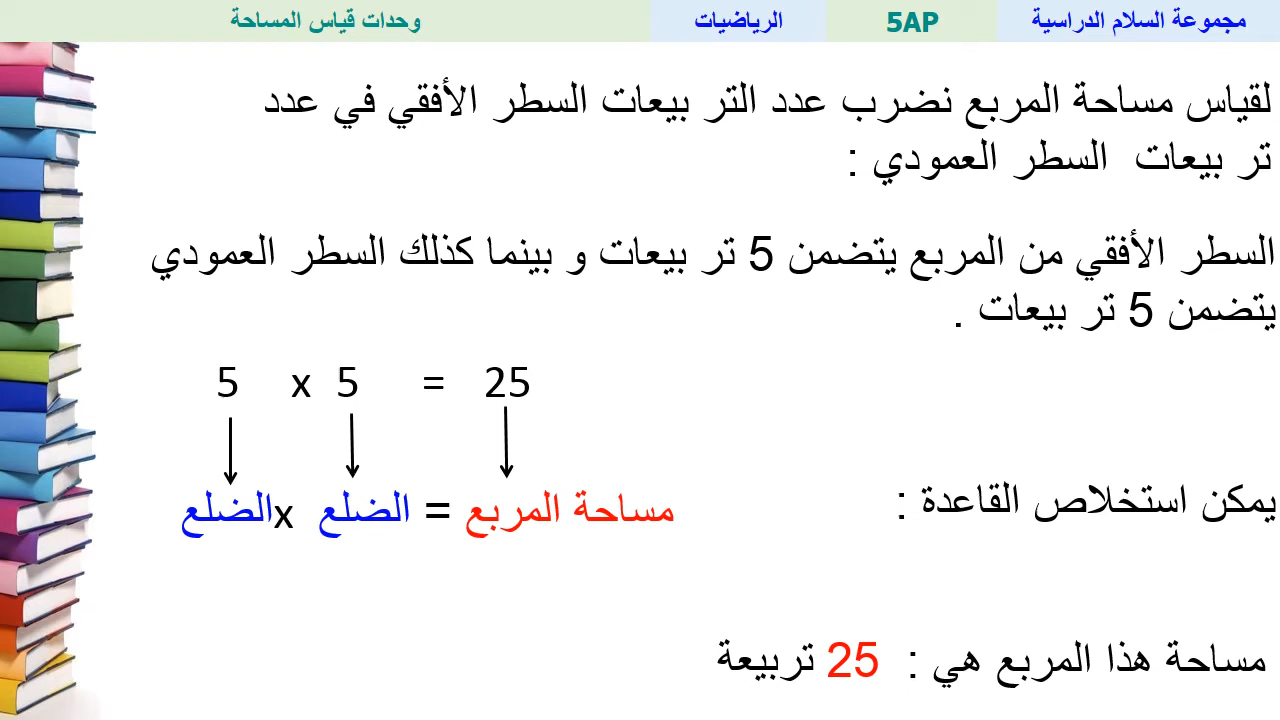 مجموعة السلام الدراسية 5AP الرياضيات وحدات قياس المساحة
لقياس مساحة المربع نضرب عدد التر بيعات السطر الأفقي في عدد
تر بيعات السطر العمودي :
السطر الأفقي من المربع يتضمن 5 تر بيعات و بينما كذلك السطر العمودي
يتضمن 5 تر بيعات .
5 x 5 = 25
يمكن استخلاص القاعدة : مساحة المربع = الضلع x الضلع
مساحة هذا المربع هي : 25 تربيعة